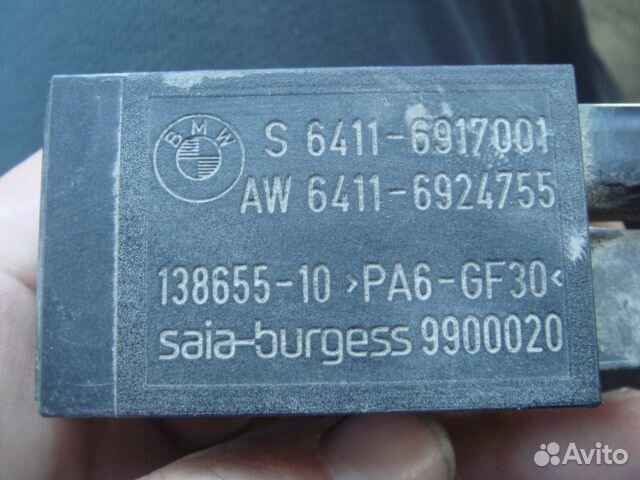 BMW
S 6411-6917001
AW 6411-6924755
138655-10 >PA6-GF30<
saia-burgess 9900020
Avito